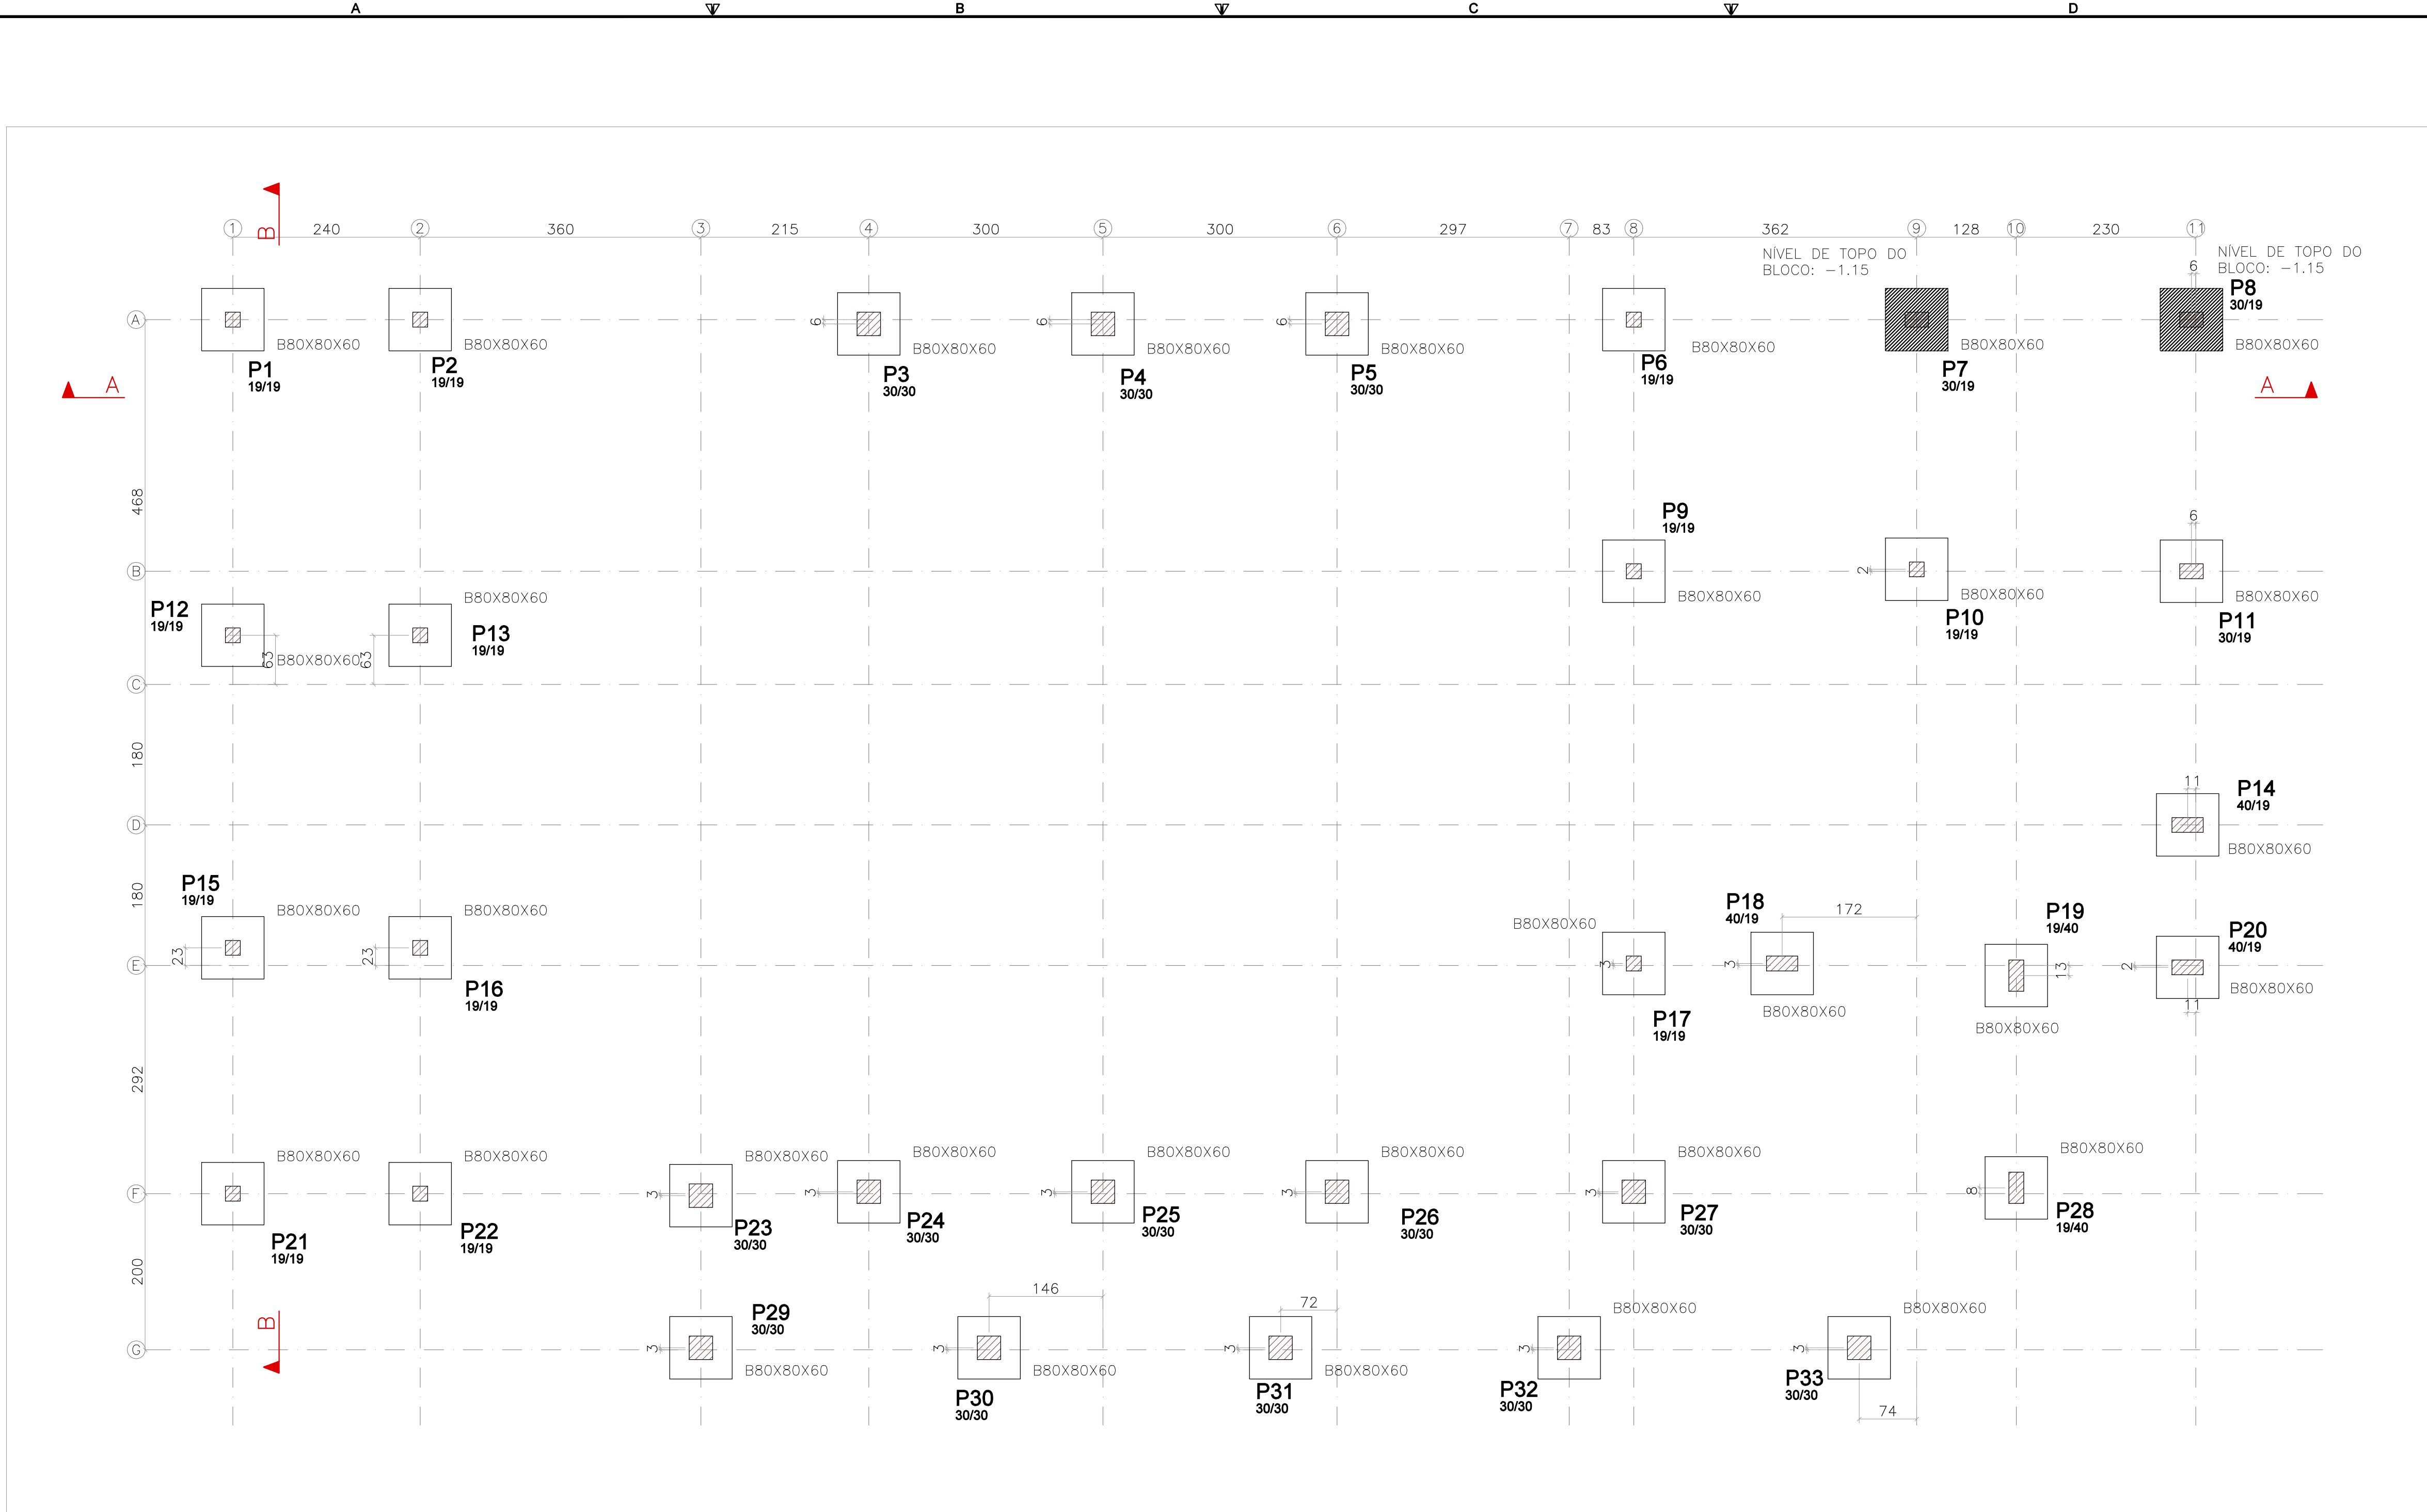 A B C D
B
1 240 2 360 3 215 4 300 5 300 6 297 7 83 8 362 9 128 10 230 11
NÍVEL DE TOPO DO
BLOCO: −1.15
NÍVEL DE TOPO DO
BLOCO: −1.15
6
P8
30/19
A
6 6 6
B80X80X60 B80X80X60 B80X80X60 B80X80X60 B80X80X60 B80X80X60 B80X80X60 B80X80X60
P1
19/19
P2
19/19
P3
30/30
P4
30/30
P5
30/30
P6
19/19
P7
30/19
A A
468
P9
19/19
6
B
2
B80X80X60 B80X80X60 B80X80X60
P10
19/19
P11
30/19
P12
19/19
B80X80X60
P13
19/19
63 B80X80X60 63
C
180
11
P14
40/19
D
B80X80X60
180
P15
19/19
B80X80X60 B80X80X60
23 23
E
P16
19/19
B80X80X60
P18
40/19
172
P19
19/40
P20
40/19
3 3 13 2
B80X80X60
11
B80X80X60
B80X80X60
P17
19/19
292
B80X80X60 B80X80X60 B80X80X60 B80X80X60 B80X80X60 B80X80X60 B80X80X60 B80X80X60
F
3 3 3 3 3 8
P21
19/19
P22
19/19
P23
30/30
P24
30/30
P25
30/30
P26
30/30
P27
30/30
P28
19/40
200
B
146
72
P29
30/30
B80X80X60 B80X80X60
G
3 3 3 3 3
B80X80X60 B80X80X60 B80X80X60
P30
30/30
P31
30/30
P32
30/30
P33
30/30
74